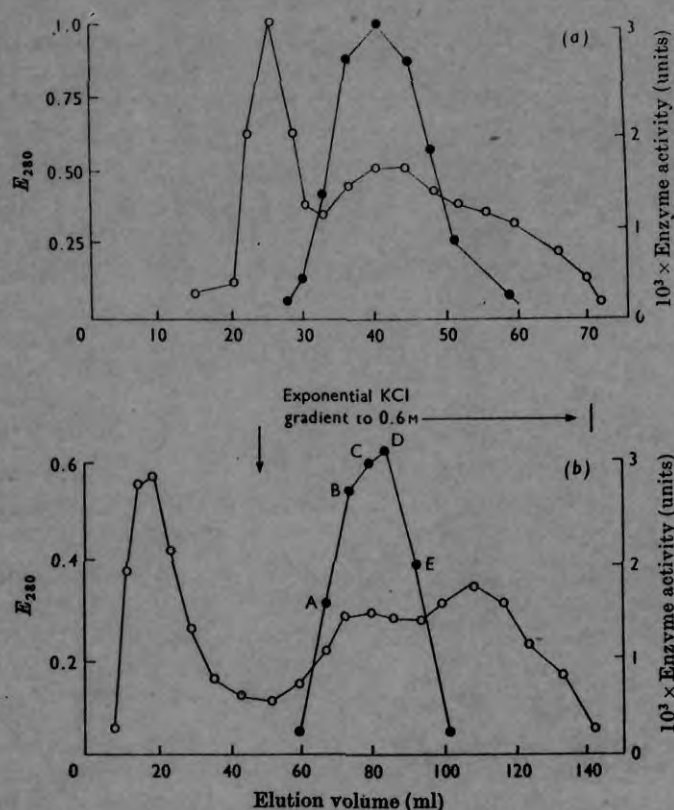 (a)
1.0
0.75
0.50
0.25
0
E280
3
2
1
0
10³ × Enzyme activity (units)
0 10 20 30 40 50 60 70
Exponential KCl
gradient to 0.6M
(b)
0.6
0.4
0.2
E280
3
2
1
0
10³ × Enzyme activity (units)
A
B
C
D
E
0 20 40 60 80 100 120 140
Elution volume (ml)